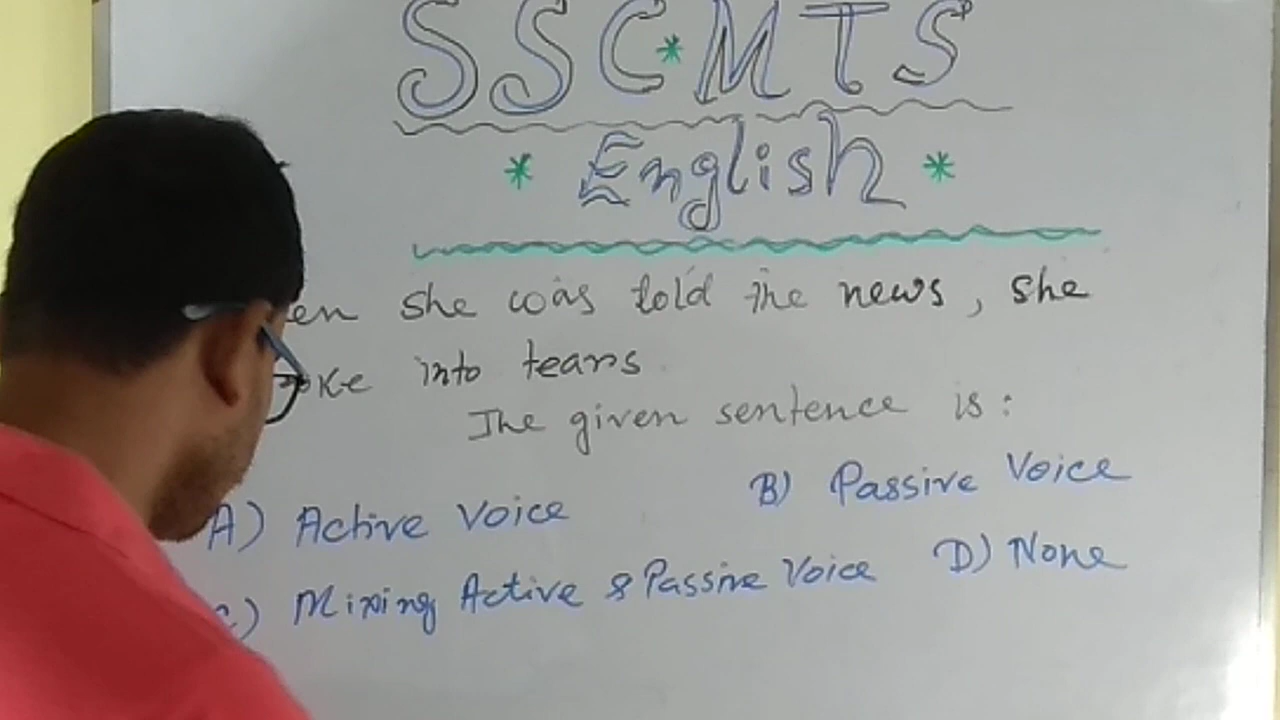 SSC * MTS
* English *
en she was told the news, she
oke into tears.
The given sentence is:
A) Active Voice
B) Passive Voice
C) Mixing Active & Passive Voice
D) None